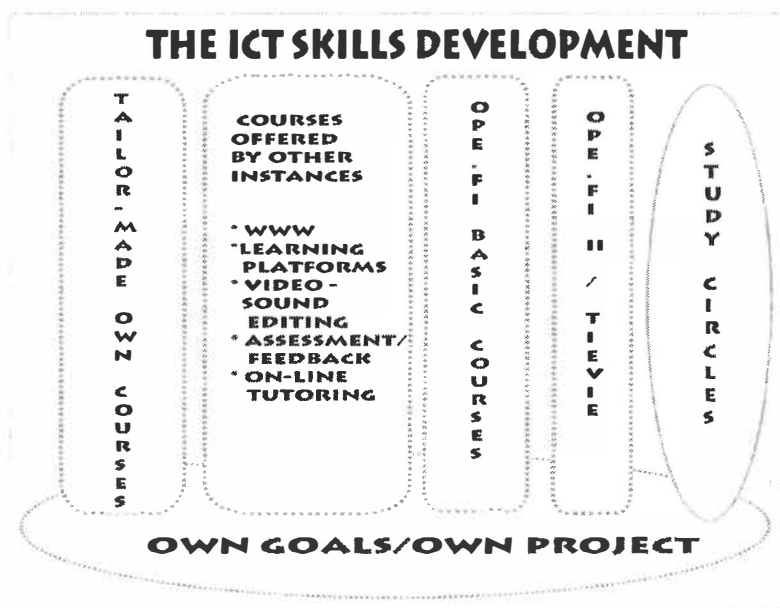 THE ICT SKILLS DEVELOPMENT
TAILOR-MADE OWN COURSES
COURSES
OFFERED
BY OTHER
INSTANCES
* WWW
*LEARNING
PLATFORMS
* VIDEO -
SOUND
EDITING
* ASSESSMENT/
FEEDBACK
* ON-LINE
TUTORING
OPE.FI BASIC COURSES
OPE.FI II / TIEVIE
STUDY CIRCLES
OWN GOALS/OWN PROJECT